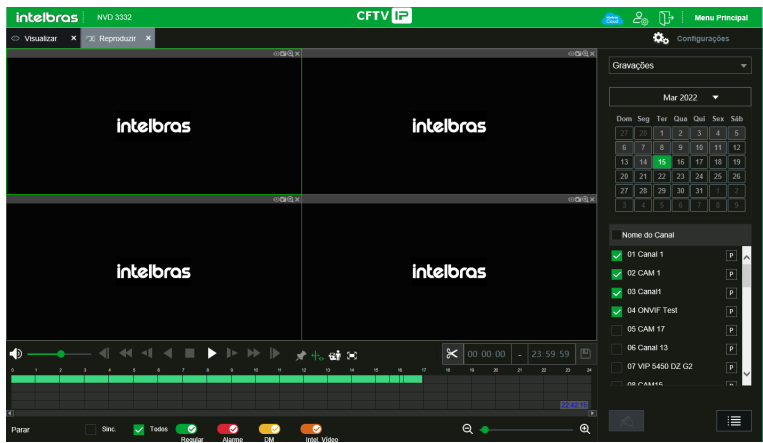 intelbras NVD 3332 CFTV IP Menu Principal
Visualizar x Reproduzir x Configurações
Gravações
Mar 2022
Dom Seg Ter Qua Qui Sex Sáb
27 28 1 2 3 4 5
6 7 8 9 10 11 12
13 14 15 16 17 18 19
20 21 22 23 24 25 26
27 28 29 30 31 1 2
3 4 5 6 7 8 9
intelbras intelbras
intelbras intelbras
Nome do Canal
01 Canal 1 P
02 CAM 1 P
03 Canal1 P
04 ONVIF Test P
05 CAM 17 P
06 Canal 13 P
07 VIP 5450 DZ G2 P
08 CAM15
00 00 00 - 23 59 59
0 1 2 3 4 5 6 7 8 9 10 11 12 13 14 15 16 17 18 19 20 21 22 23 24
Parar Sinc. Todos Regular Alarme DM Intel. Vídeo